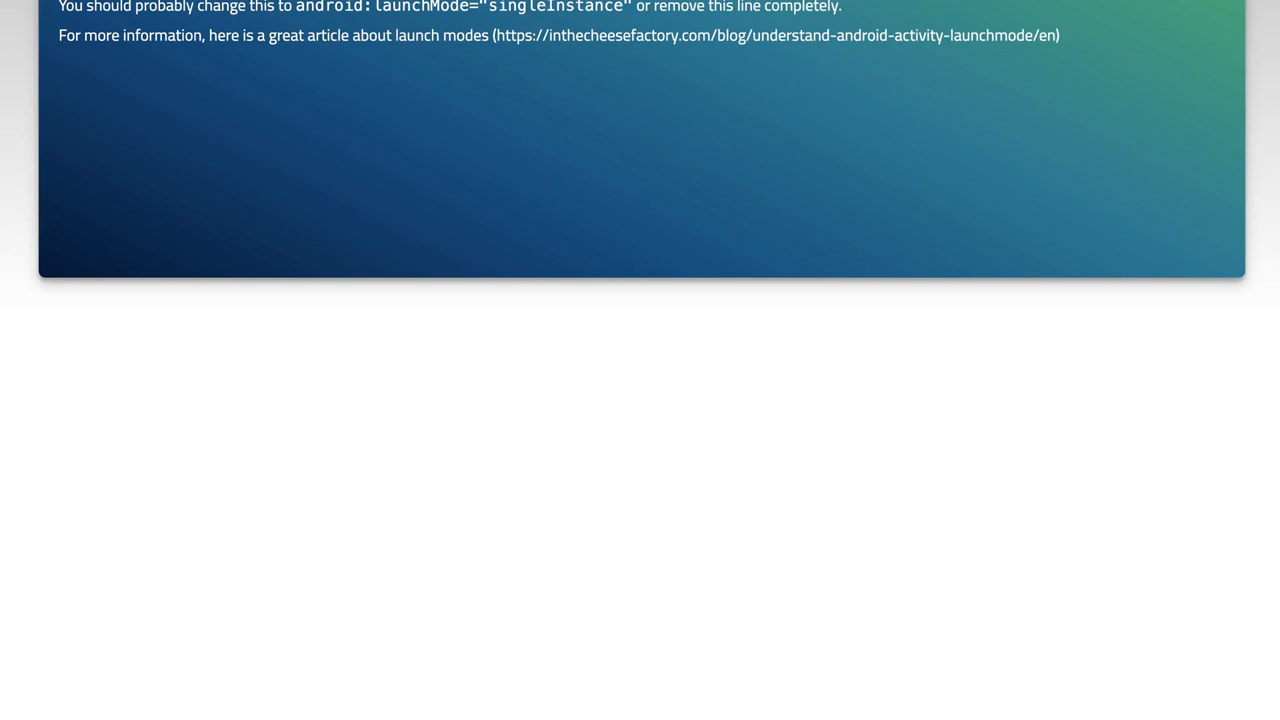 You should probably change this to android:launchMode="singleInstance" or remove this line completely.
For more information, here is a great article about launch modes (https://inthecheesefactory.com/blog/understand-android-activity-launchmode/en)